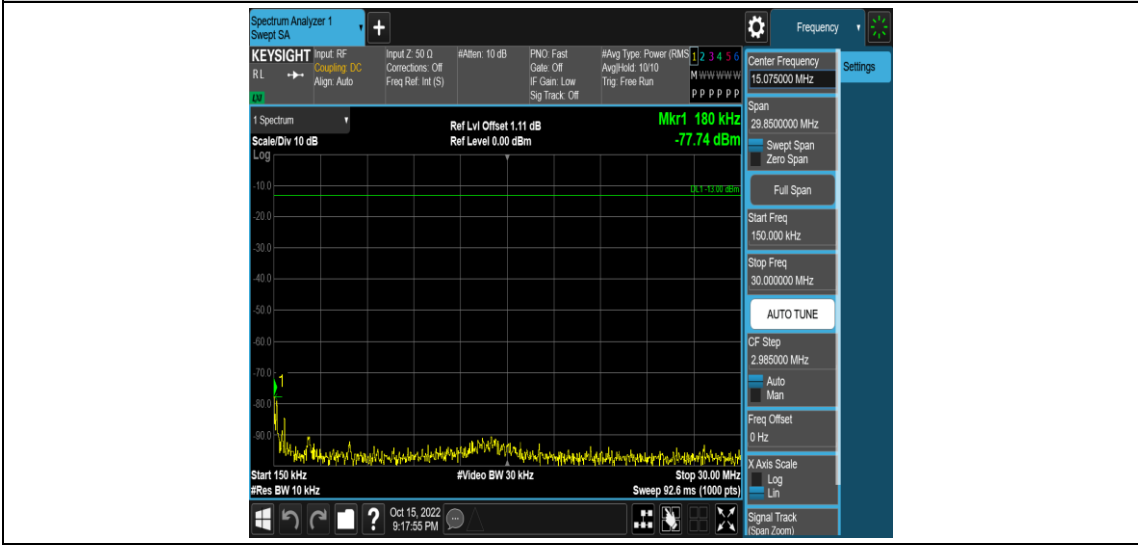 Spectrum Analyzer 1
Swept SA
+
Frequency
KEYSIGHT
RL
LM
Input: RF
Coupling: DC
Align: Auto
Input Z: 50 Ω
Corrections: Off
Freq Ref: Int (S)
#Atten: 10 dB
PNO: Fast
Gate: Off
IF Gain: Low
Sig Track: Off
#Avg Type: Power (RMS
Avg|Hold: 10/10
Trig: Free Run
1 2 3 4 5 6
M W W W W W
P P P P P P
1 Spectrum
Scale/Div 10 dB
Log
Ref Lvl Offset 1.11 dB
Ref Level 0.00 dBm
Mkr1 180 kHz
-77.74 dBm
DL1 -13.00 dBm
-10.0
-20.0
-30.0
-40.0
-50.0
-60.0
-70.0
-80.0
-90.0
1
Start 150 kHz
#Res BW 10 kHz
#Video BW 30 kHz
Stop 30.00 MHz
Sweep 92.6 ms (1000 pts)
Center Frequency
15.075000 MHz
Settings
Span
29.8500000 MHz
Swept Span
Zero Span
Full Span
Start Freq
150.000 kHz
Stop Freq
30.000000 MHz
AUTO TUNE
CF Step
2.985000 MHz
Auto
Man
Freq Offset
0 Hz
X Axis Scale
Log
Lin
Signal Track
(Span Zoom)
?
Oct 15, 2022
9:17:55 PM